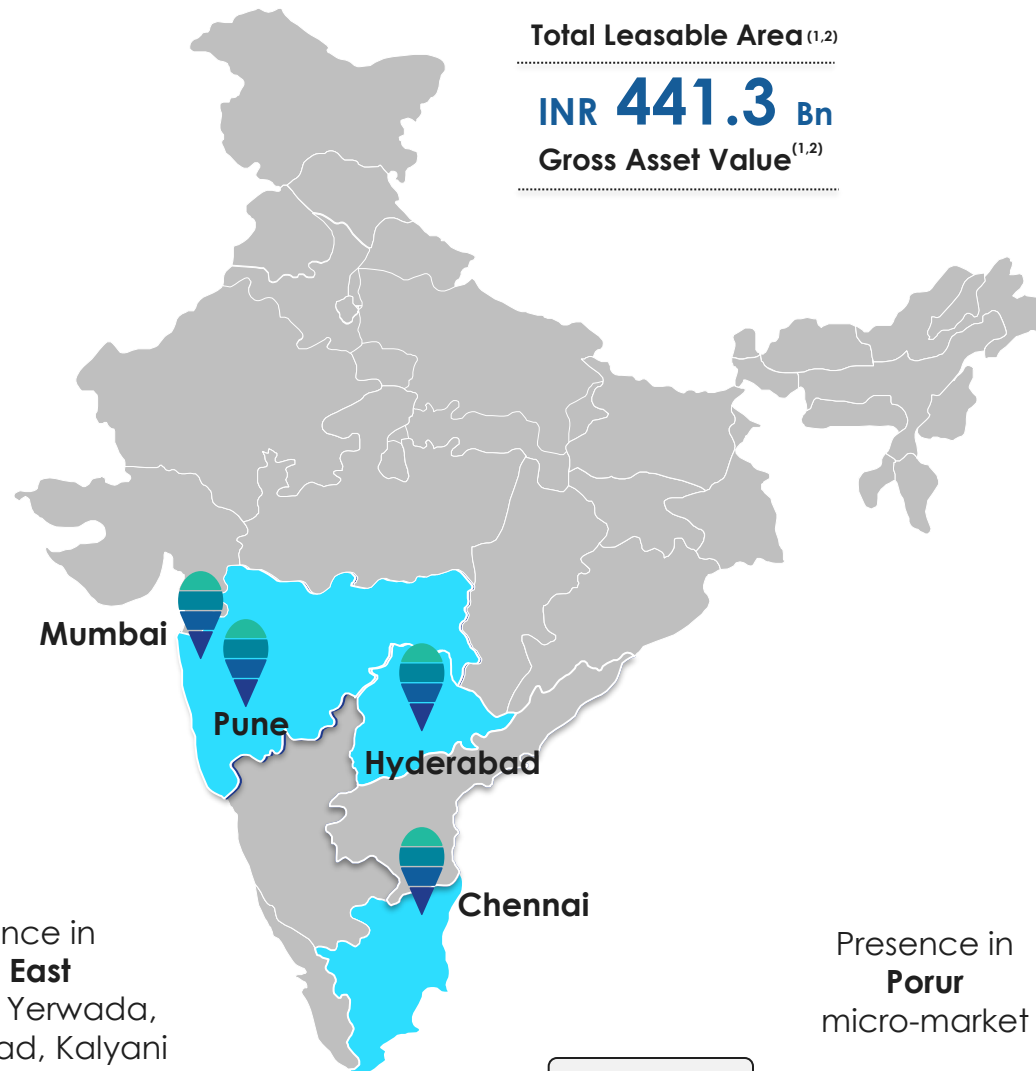 Total Leasable Area (1,2)
INR 441.3 Bn
Gross Asset Value(1,2)
Mumbai
Pune
Hyderabad
Chennai
nce in
East
Yerwada,
ad, Kalyani
Presence in
Porur
micro-market